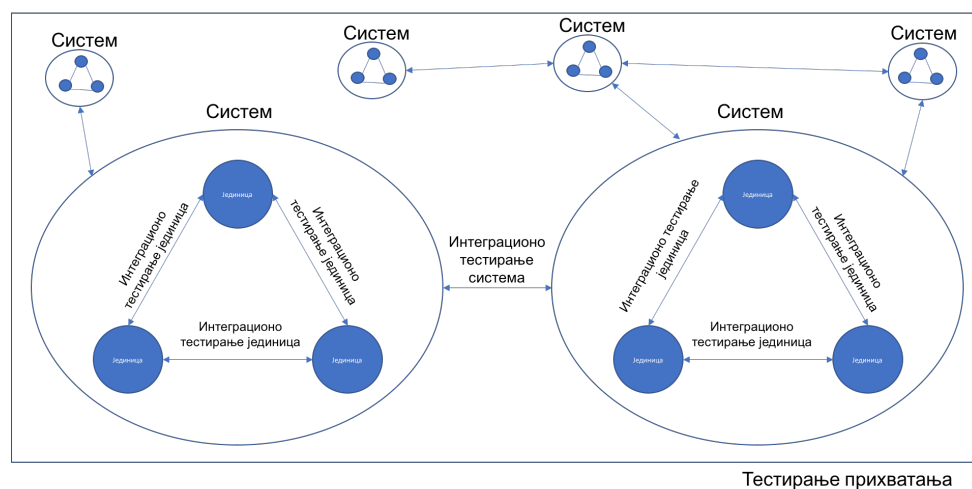 Систем
Систем
Систем
Систем
Систем
Систем
Јединица
Интеграционо
тестирање јединица
Интеграционо
тестирање јединица
Јединица
Интеграционо
тестирање јединица
Јединица
Интеграционо
тестирање
система
Јединица
Интеграционо тестирање
јединица
Интеграционо
тестирање јединица
Јединица
Интеграционо
тестирање јединица
Јединица
Тестирање прихватања